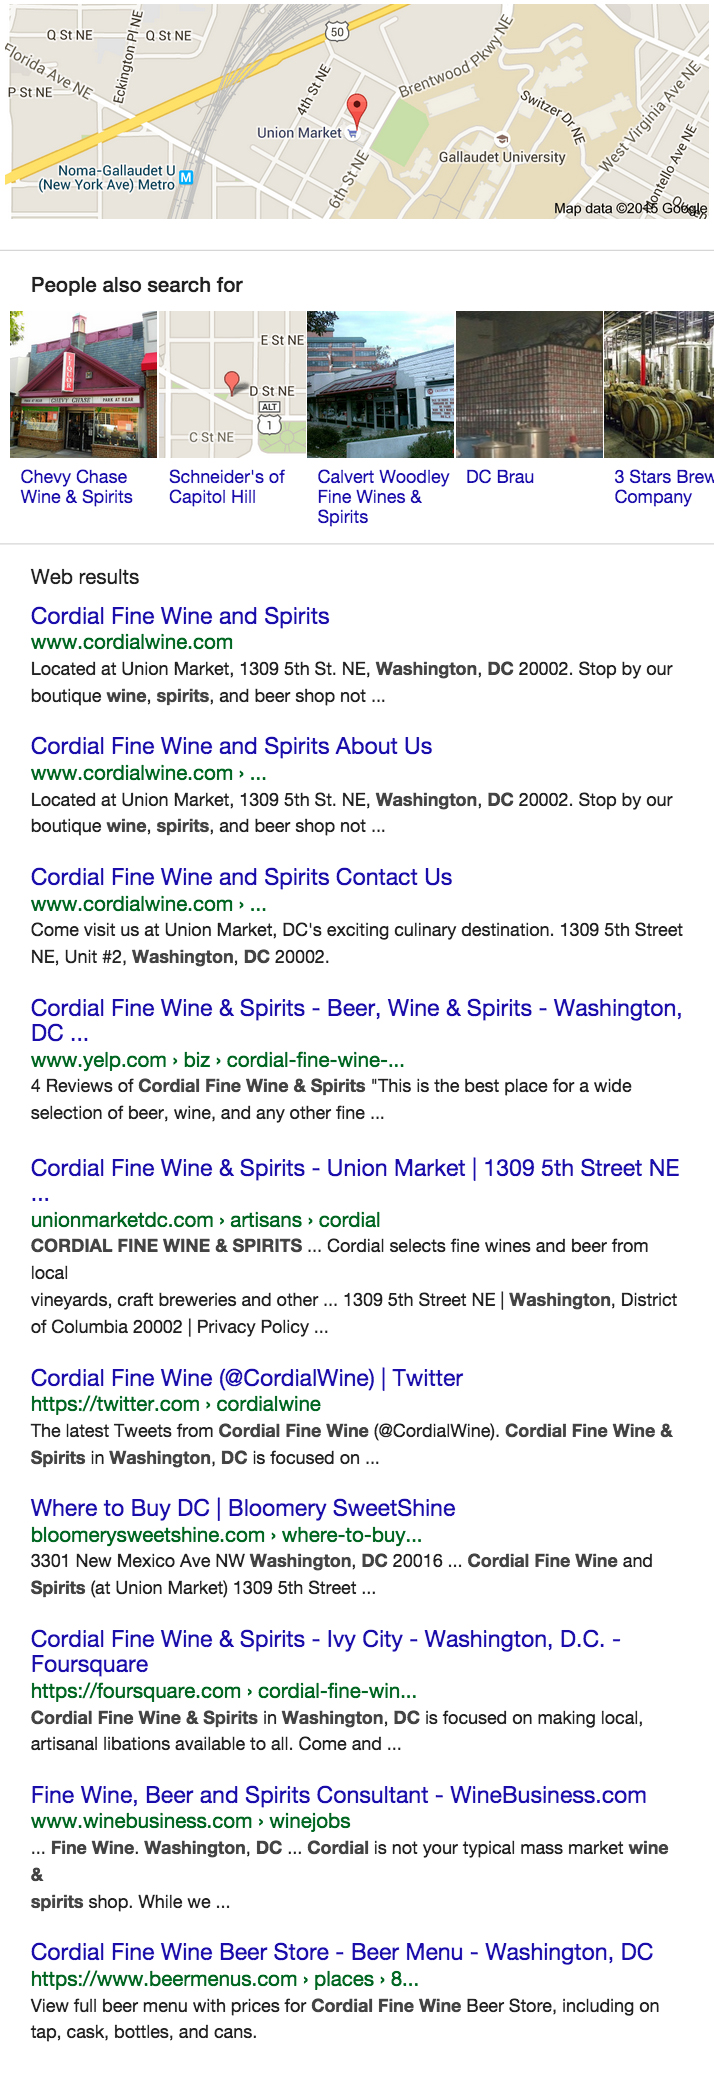 50
Q St NE
Q St NE
Eckington Pl NE
Florida Ave NE
P St NE
4th St NE
Brentwood Pkwy NE
Switzer Dr NE
West Virginia Ave NE
Union Market
Gallaudet University
Noma-Gallaudet U
(New York Ave) Metro
M
6th St NE
Montello Ave NE
Map data ©2015 Google
People also search for
LIQUORS
CHEVY CHASE
PARK AT REAR
E St NE
D St NE
ALT
1
C St NE
Chevy Chase
Wine & Spirits
Schneider's of
Capitol Hill
Calvert Woodley
Fine Wines &
Spirits
DC Brau
3 Stars Brew
Company
Web results
Cordial Fine Wine and Spirits
www.cordialwine.com
Located at Union Market, 1309 5th St. NE, Washington, DC 20002. Stop by our
boutique wine, spirits, and beer shop not ...
Cordial Fine Wine and Spirits About Us
www.cordialwine.com › ...
Located at Union Market, 1309 5th St. NE, Washington, DC 20002. Stop by our
boutique wine, spirits, and beer shop not ...
Cordial Fine Wine and Spirits Contact Us
www.cordialwine.com › ...
Come visit us at Union Market, DC's exciting culinary destination. 1309 5th Street
NE, Unit #2, Washington, DC 20002.
Cordial Fine Wine & Spirits - Beer, Wine & Spirits - Washington,
DC ...
www.yelp.com › biz › cordial-fine-wine-...
4 Reviews of Cordial Fine Wine & Spirits "This is the best place for a wide
selection of beer, wine, and any other fine ...
Cordial Fine Wine & Spirits - Union Market | 1309 5th Street NE
...
unionmarketdc.com › artisans › cordial
CORDIAL FINE WINE & SPIRITS ... Cordial selects fine wines and beer from
local
vineyards, craft breweries and other ... 1309 5th Street NE | Washington, District
of Columbia 20002 | Privacy Policy ...
Cordial Fine Wine (@CordialWine) | Twitter
https://twitter.com › cordialwine
The latest Tweets from Cordial Fine Wine (@CordialWine). Cordial Fine Wine &
Spirits in Washington, DC is focused on ...
Where to Buy DC | Bloomery SweetShine
bloomerysweetshine.com › where-to-buy...
3301 New Mexico Ave NW Washington, DC 20016 ... Cordial Fine Wine and
Spirits (at Union Market) 1309 5th Street ...
Cordial Fine Wine & Spirits - Ivy City - Washington, D.C. -
Foursquare
https://foursquare.com › cordial-fine-win...
Cordial Fine Wine & Spirits in Washington, DC is focused on making local,
artisanal libations available to all. Come and ...
Fine Wine, Beer and Spirits Consultant - WineBusiness.com
www.winebusiness.com › winejobs
... Fine Wine. Washington, DC ... Cordial is not your typical mass market wine
&
spirits shop. While we ...
Cordial Fine Wine Beer Store - Beer Menu - Washington, DC
https://www.beermenus.com › places › 8...
View full beer menu with prices for Cordial Fine Wine Beer Store, including on
tap, cask, bottles, and cans.